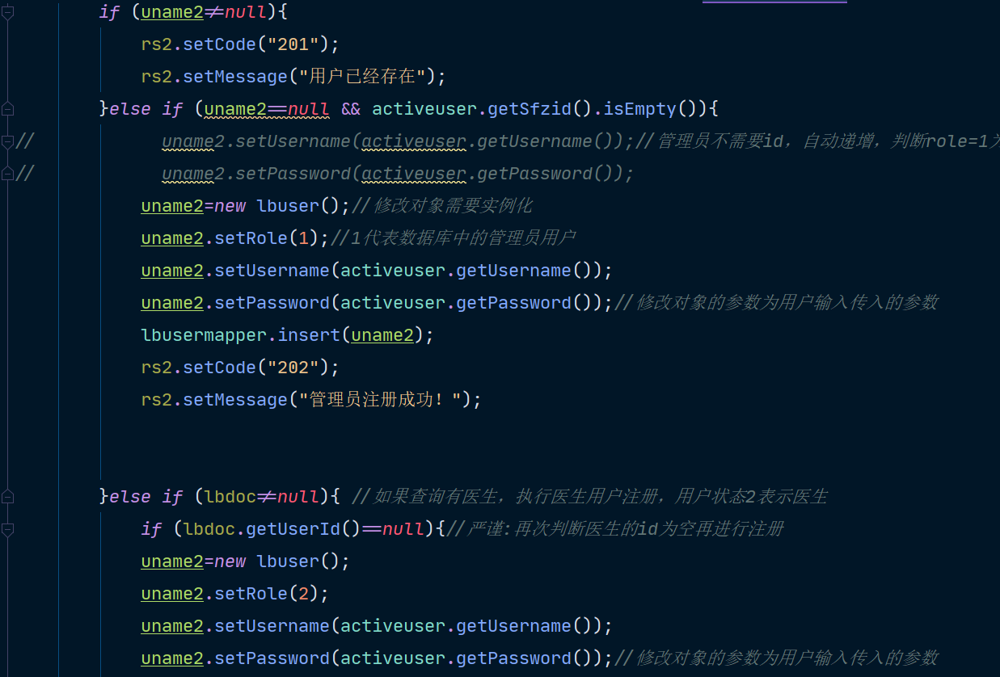 if (uname2!=null){
rs2.setCode("201");
rs2.setMessage("用户已经存在");
}else if (uname2==null && activeuser.getSfzid().isEmpty()){
// uname2.setUsername(activeuser.getUsername());//管理员不需要id，自动递增，判断role=1为
// uname2.setPassword(activeuser.getPassword());
uname2=new lbuser();//修改对象需要实例化
uname2.setRole(1);//1代表数据库中的管理员用户
uname2.setUsername(activeuser.getUsername());
uname2.setPassword(activeuser.getPassword());//修改对象的参数为用户输入传入的参数
lbusermapper.insert(uname2);
rs2.setCode("202");
rs2.setMessage("管理员注册成功！");
}else if (lbdoc!=null){ //如果查询有医生，执行医生用户注册，用户状态2表示医生
if (lbdoc.getUserId()==null){//严谨:再次判断医生的id为空再进行注册
uname2=new lbuser();
uname2.setRole(2);
uname2.setUsername(activeuser.getUsername());
uname2.setPassword(activeuser.getPassword());//修改对象的参数为用户输入传入的参数